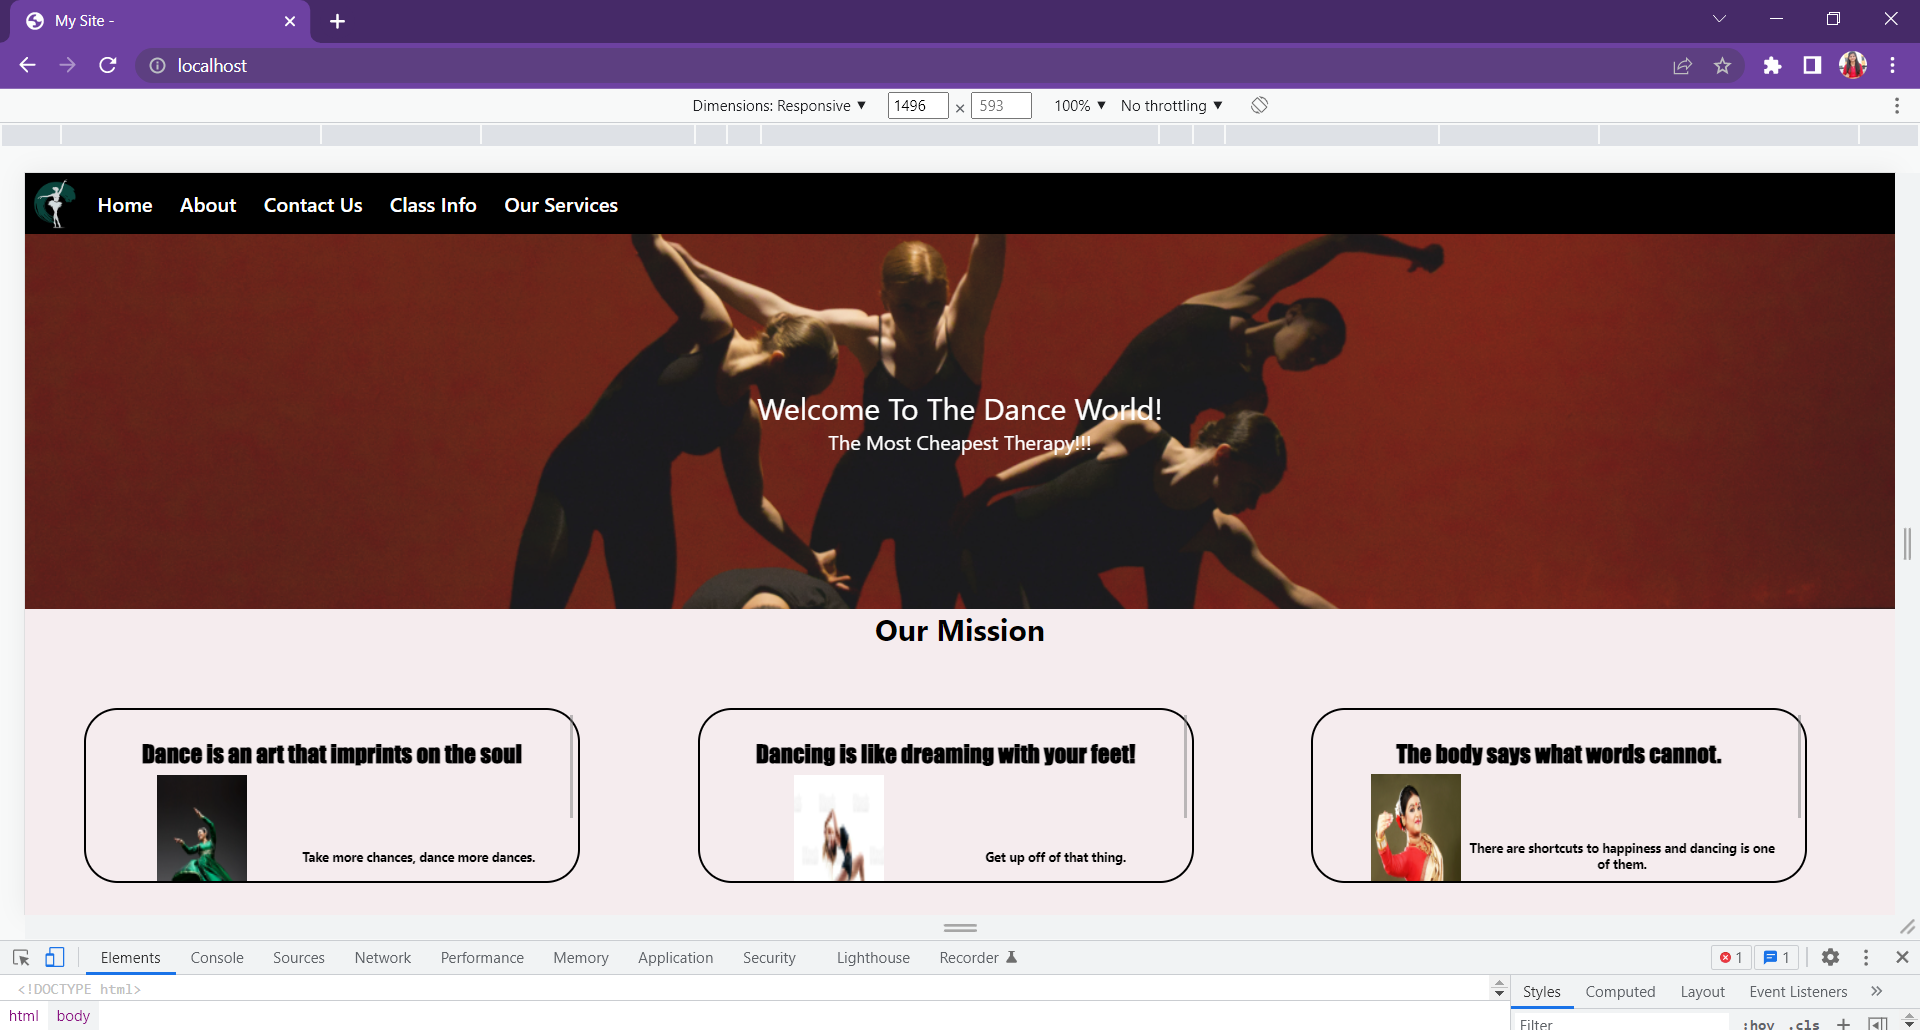 My Site -
localhost
Dimensions: Responsive ▼ 1496 × 593 100% ▼ No throttling ▼
Home About Contact Us Class Info Our Services
Welcome To The Dance World!
The Most Cheapest Therapy!!!
Our Mission
Dance is an art that imprints on the soul
Take more chances, dance more dances.
Dancing is like dreaming with your feet!
Get up off of that thing.
The body says what words cannot.
There are shortcuts to happiness and dancing is one
of them.
Elements Console Sources Network Performance Memory Application Security Lighthouse Recorder 1 1
<!DOCTYPE html>
html body
Styles Computed Layout Event Listeners »
Filter :hov .cls +